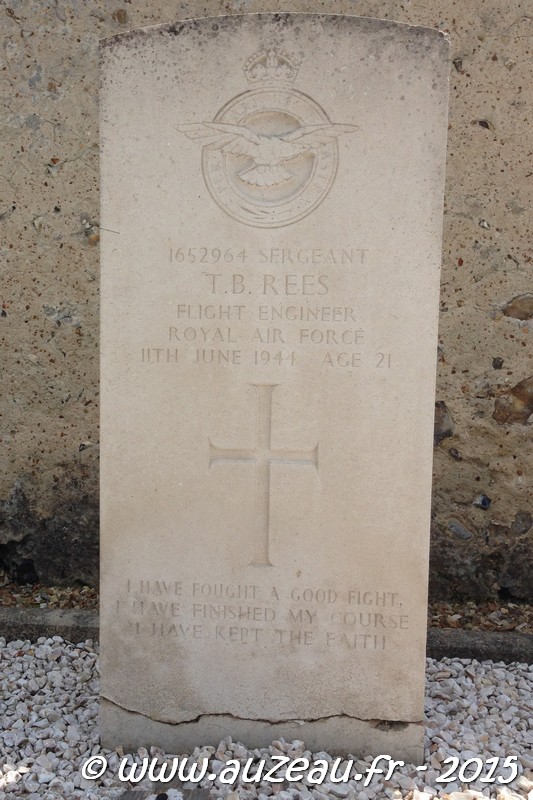 1652964 SERGEANT
T.B. REES
FLIGHT ENGINEER
ROYAL AIR FORCE
11TH JUNE 1944 AGE 21
I HAVE FOUGHT A GOOD FIGHT,
I HAVE FINISHED MY COURSE
I HAVE KEPT THE FAITH
© www.auzeau.fr - 2015